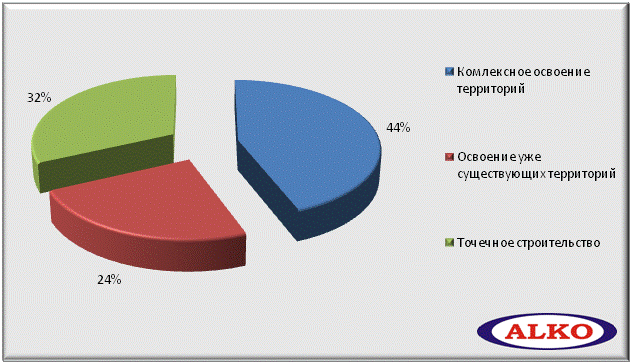 32%
44%
24%
Комлексное освоение
территорий
Освоение уже
существующих территорий
Точечное строительство
ALKO